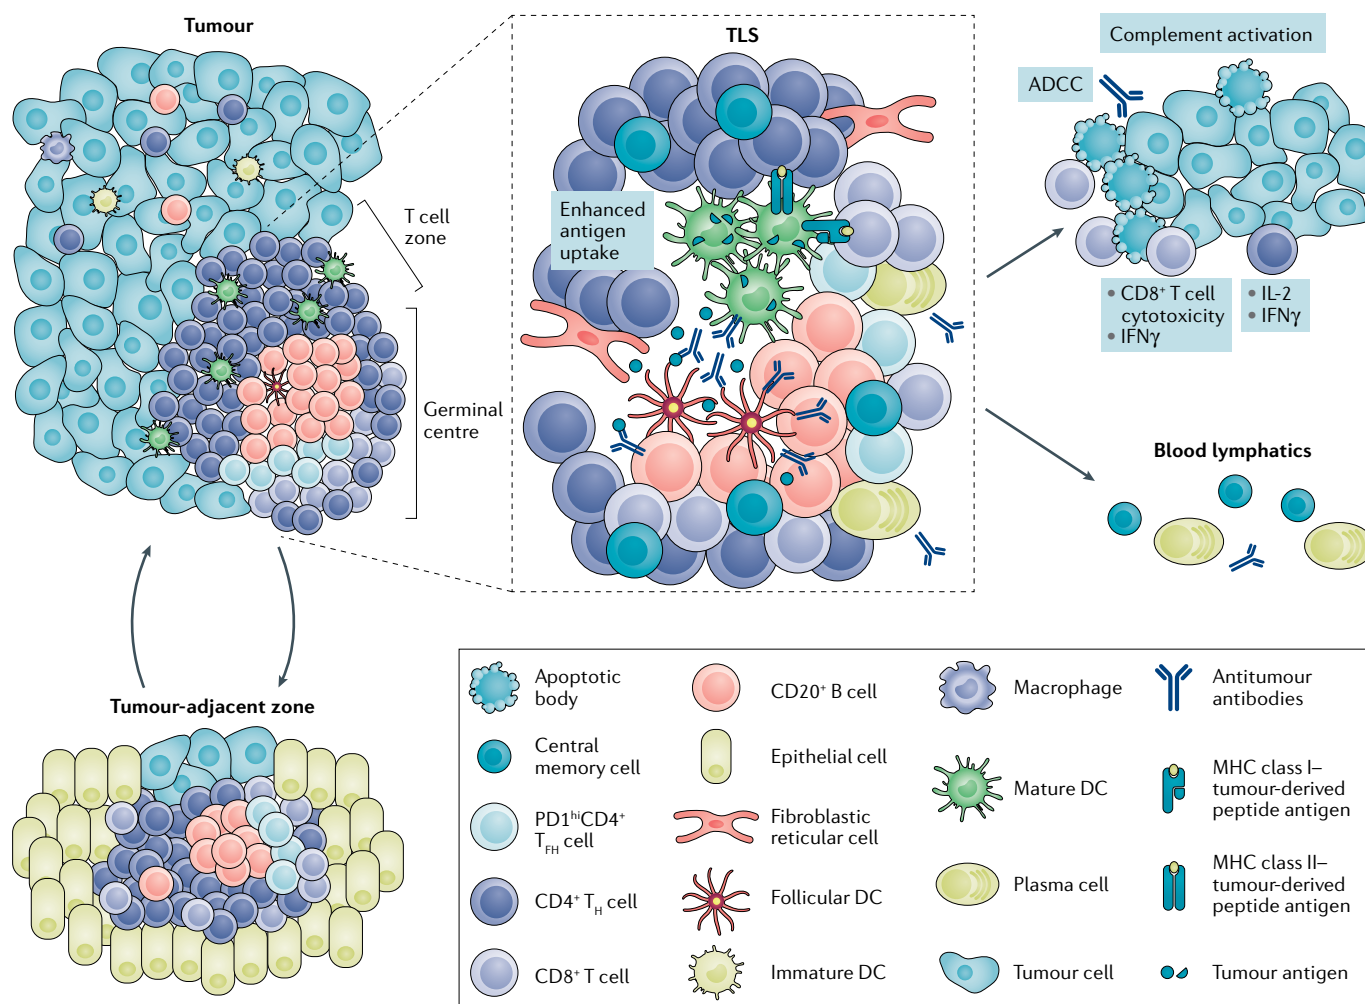 Tumour
T cell
zone
Germinal
centre
TLS
Enhanced
antigen
uptake
Complement activation
ADCC
• CD8⁺ T cell
cytotoxicity
• IFNγ
• IL-2
• IFNγ
Blood lymphatics
Tumour-adjacent zone
Apoptotic
body
Central
memory cell
PD1ʰⁱCD4⁺
T_FH cell
CD4⁺ T_H cell
CD8⁺ T cell
CD20⁺ B cell
Epithelial cell
Fibroblastic
reticular cell
Follicular DC
Immature DC
Macrophage
Mature DC
Plasma cell
Tumour cell
Antitumour
antibodies
MHC class I–
tumour-derived
peptide antigen
MHC class II–
tumour-derived
peptide antigen
Tumour antigen